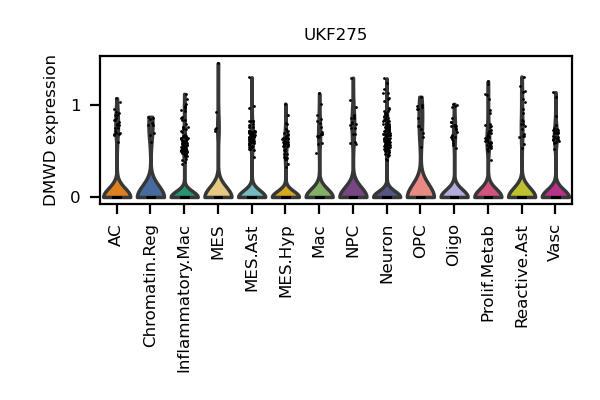 UKF275
DMWD expression
1
0
AC
Chromatin.Reg
Inflammatory.Mac
MES
MES.Ast
MES.Hyp
Mac
NPC
Neuron
OPC
Oligo
Prolif.Metab
Reactive.Ast
Vasc